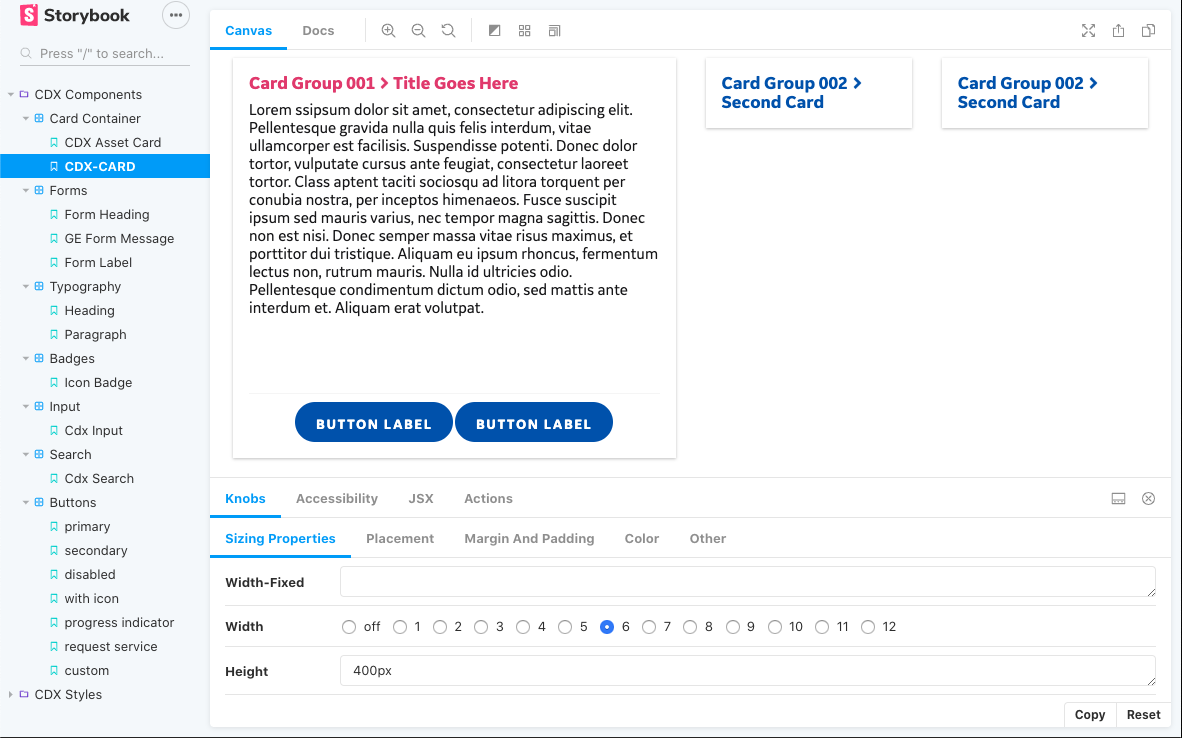 Storybook
Press "/" to search...
CDX Components
Card Container
CDX Asset Card
CDX-CARD
Forms
Form Heading
GE Form Message
Form Label
Typography
Heading
Paragraph
Badges
Icon Badge
Input
Cdx Input
Search
Cdx Search
Buttons
primary
secondary
disabled
with icon
progress indicator
request service
custom
CDX Styles
Canvas Docs
Card Group 001 > Title Goes Here
Lorem ssipsum dolor sit amet, consectetur adipiscing elit.
Pellentesque gravida nulla quis felis interdum, vitae
ullamcorper est facilisis. Suspendisse potenti. Donec dolor
tortor, vulputate cursus ante feugiat, consectetur laoreet
tortor. Class aptent taciti sociosqu ad litora torquent per
conubia nostra, per inceptos himenaeos. Fusce suscipit
ipsum sed mauris varius, nec tempor magna sagittis. Donec
non est nisi. Donec semper massa vitae risus maximus, et
porttitor dui tristique. Aliquam eu ipsum rhoncus, fermentum
lectus non, rutrum mauris. Nulla id ultricies odio.
Pellentesque condimentum dictum odio, sed mattis ante
interdum et. Aliquam erat volutpat.
BUTTON LABEL BUTTON LABEL
Card Group 002 >
Second Card
Card Group 002 >
Second Card
Knobs Accessibility JSX Actions
Sizing Properties Placement Margin And Padding Color Other
Width-Fixed
Width off 1 2 3 4 5 6 7 8 9 10 11 12
Height 400px
Copy Reset